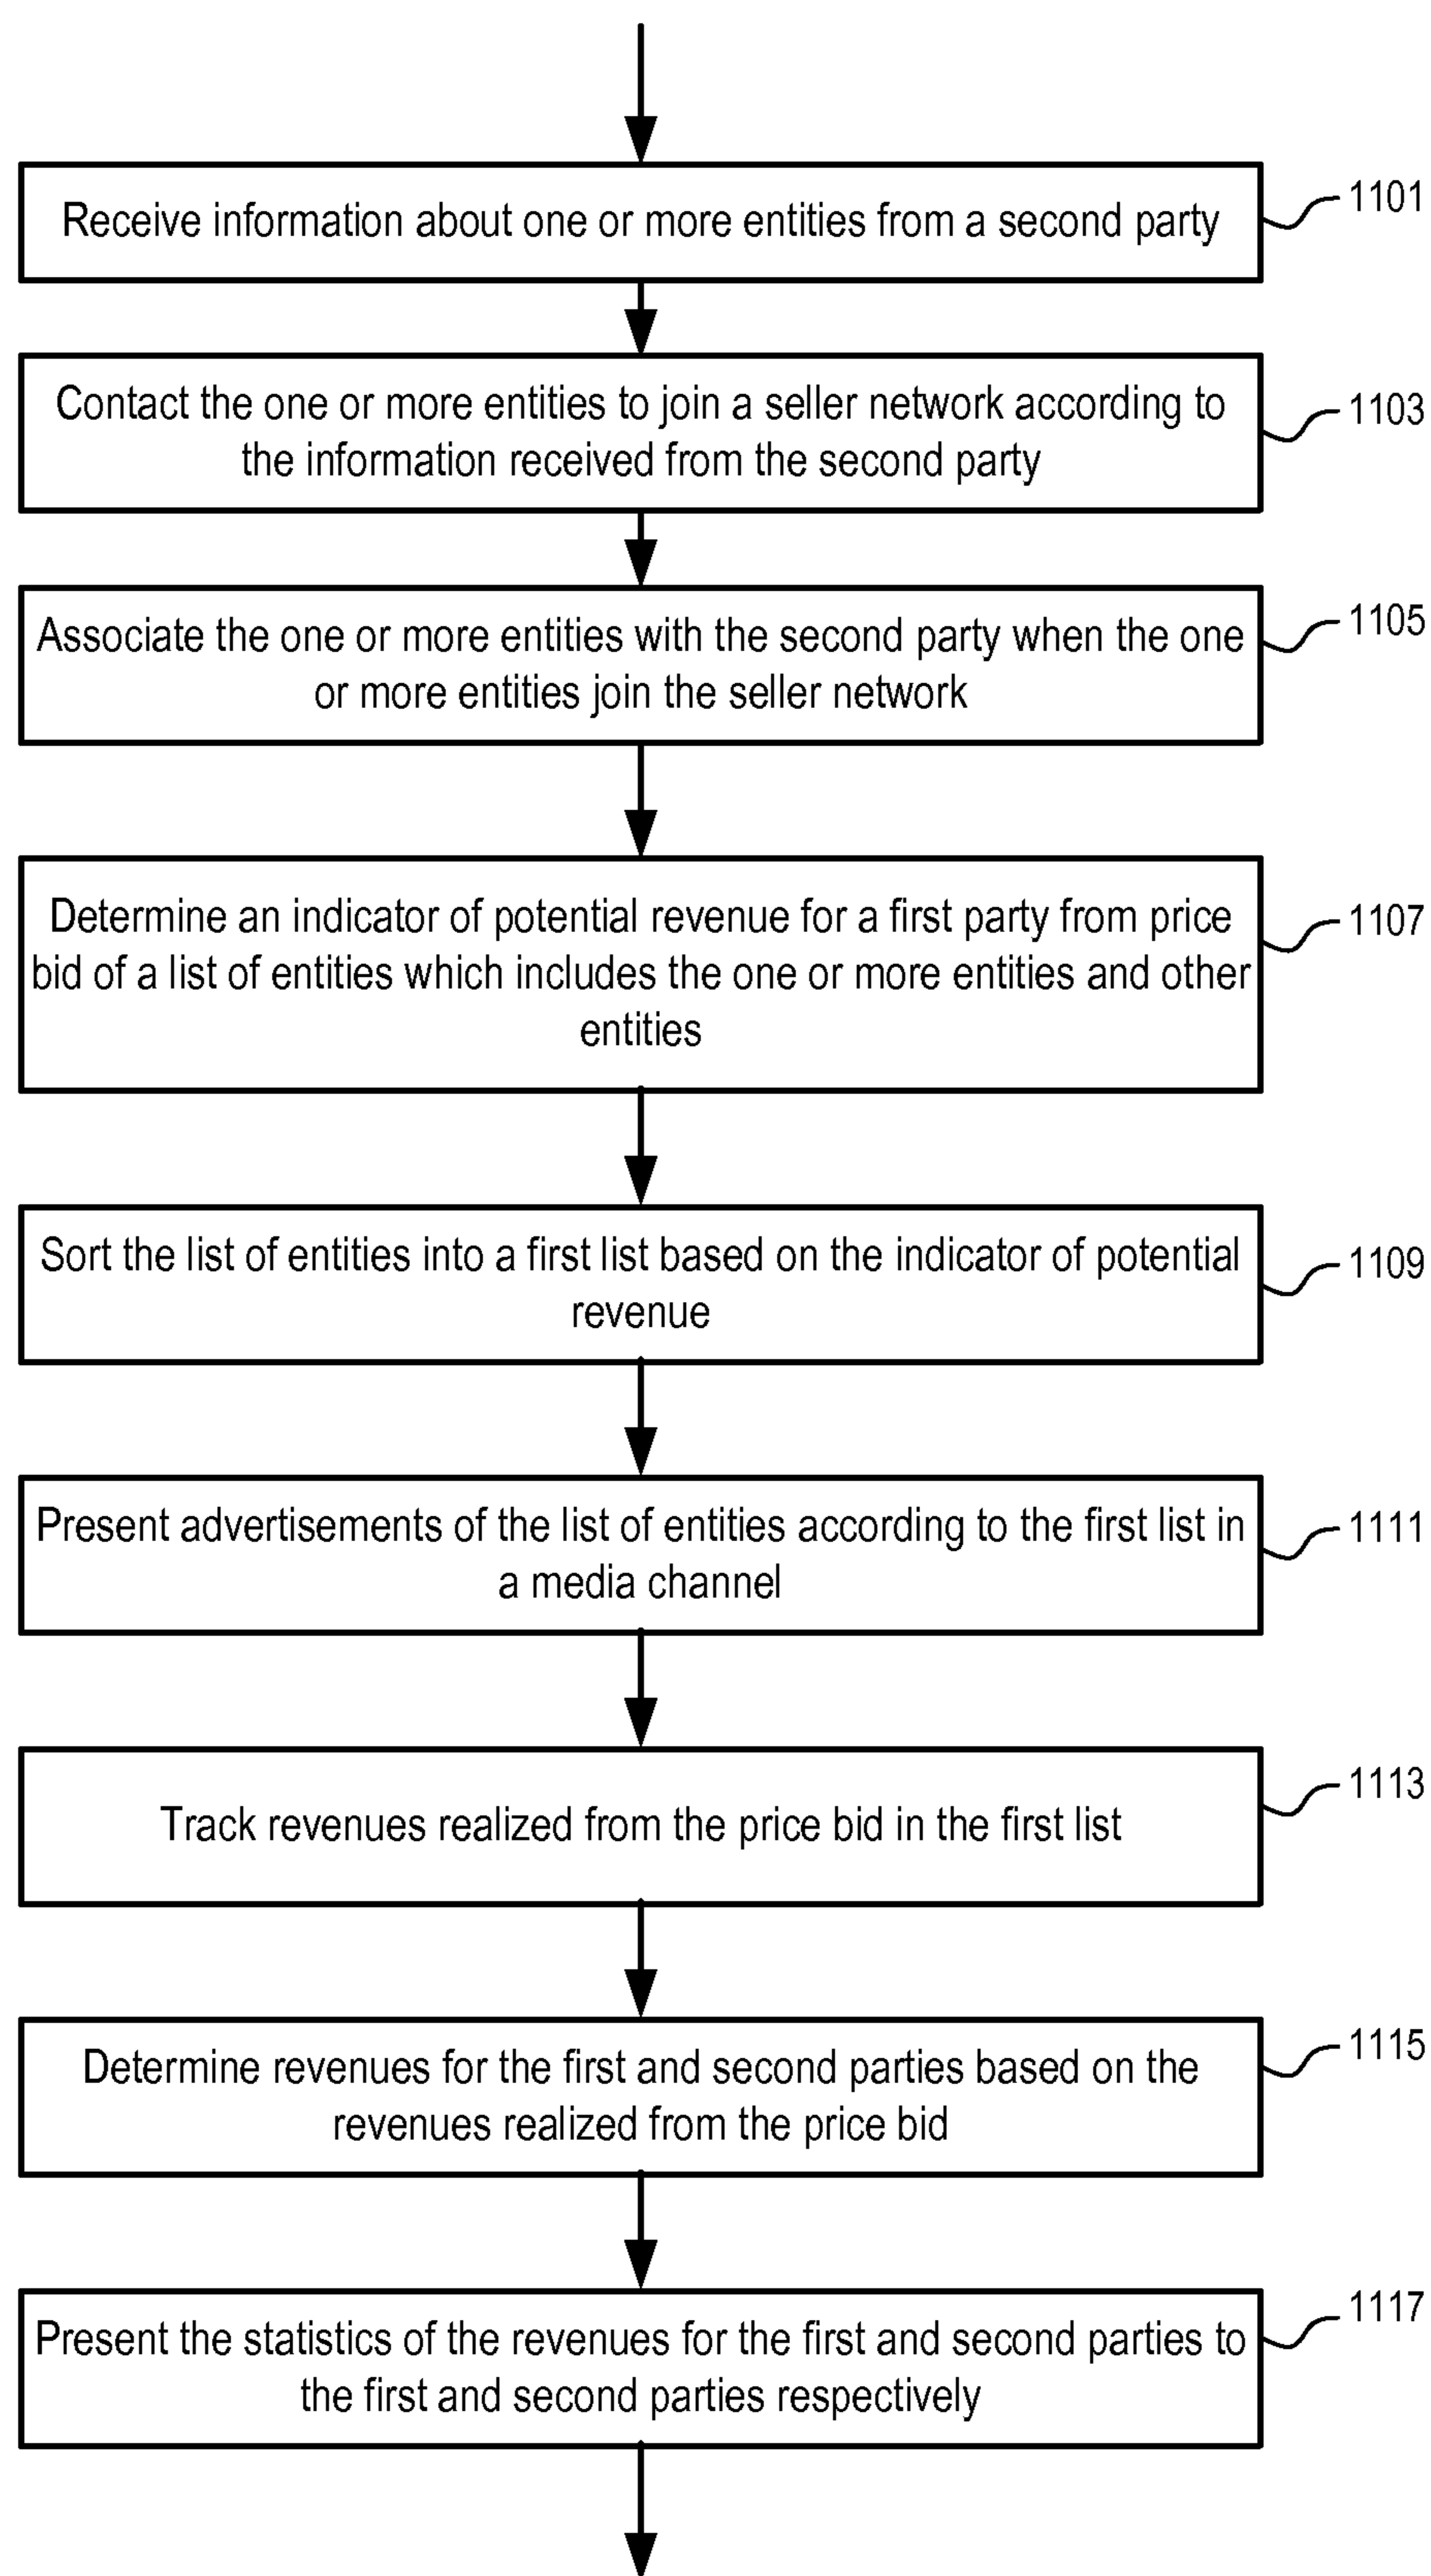 Receive information about one or more entities from a second party
1101
Contact the one or more entities to join a seller network according to
the information received from the second party
1103
Associate the one or more entities with the second party when the one
or more entities join the seller network
1105
Determine an indicator of potential revenue for a first party from price
bid of a list of entities which includes the one or more entities and other
entities
1107
Sort the list of entities into a first list based on the indicator of potential
revenue
1109
Present advertisements of the list of entities according to the first list in
a media channel
1111
Track revenues realized from the price bid in the first list
1113
Determine revenues for the first and second parties based on the
revenues realized from the price bid
1115
Present the statistics of the revenues for the first and second parties to
the first and second parties respectively
1117